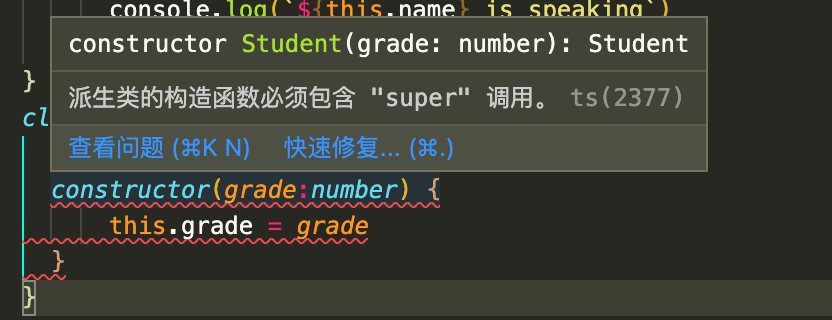 console.log(`${this.name} is speaking`)
constructor Student(grade: number): Student
}
派生类的构造函数必须包含 "super" 调用。 ts(2377)
cl
查看问题 (⌘K N) 快速修复... (⌘.)
constructor(grade:number) {
this.grade = grade
}
}